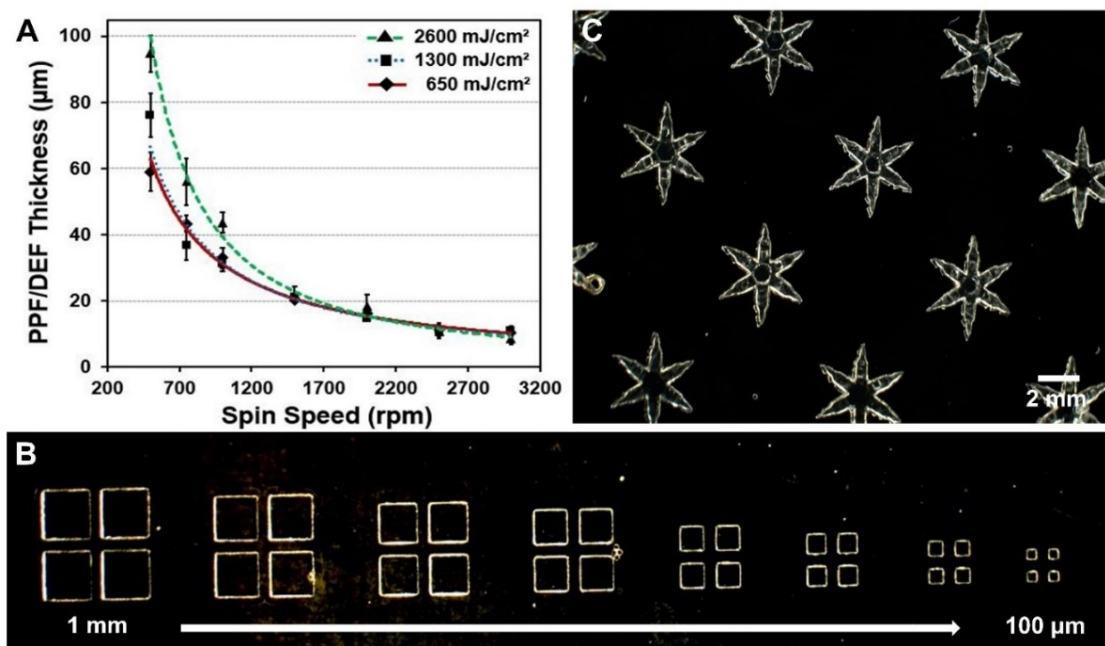 A
100
80
60
40
20
0
PPF/DEF Thickness (µm)
2600 mJ/cm²
1300 mJ/cm²
650 mJ/cm²
200 700 1200 1700 2200 2700 3200
Spin Speed (rpm)
C
2 mm
B
1 mm
100 µm